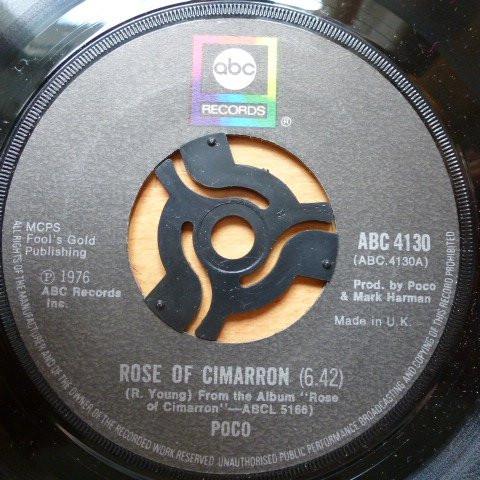 abc
RECORDS
®
MCPS
Fool's Gold
Publishing
Ⓟ 1976
ABC Records
Inc.
ABC 4130
(ABC.4130A)
Prod. by Poco
& Mark Harman
Made in U.K.
ROSE OF CIMARRON (6.42)
(R. Young) From the Album "Rose
of Cimarron"—ABCL 5166)
POCO
ALL RIGHTS OF THE MANUFACTURER AND OF THE OWNER OF THE RECORDED WORK RESERVED UNAUTHORISED PUBLIC PERFORMANCE BROADCASTING AND COPYING OF THIS RECORD PROHIBITED